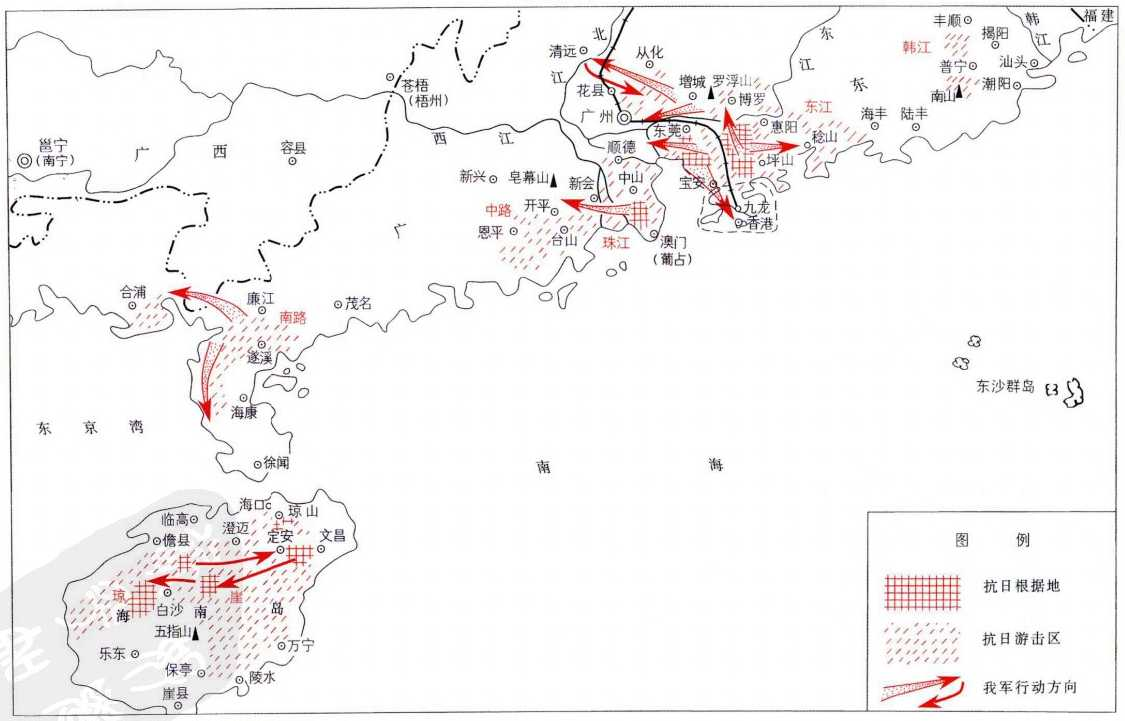 福建
丰顺
韩江
揭阳
韩江
普宁
汕头
潮阳
南山
北江
清远
从化
花县
增城
罗浮山
博罗
东江
东江
广州
东莞
惠阳
海丰
陆丰
稔山
坪山
顺德
宝安
中山
九龙
香港
澳门
(葡占)
珠江
苍梧
(梧州)
西江
邕宁
(南宁)
广西
容县
新兴
皂幕山
新会
开平
中路
恩平
台山
广东
合浦
廉江
南路
茂名
遂溪
海康
徐闻
东京湾
南海
东沙群岛
海口
琼山
临高
澄迈
儋县
定安
文昌
琼崖
海南岛
白沙
五指山
乐东
万宁
保亭
陵水
崖县
图例
抗日根据地
抗日游击区
我军行动方向